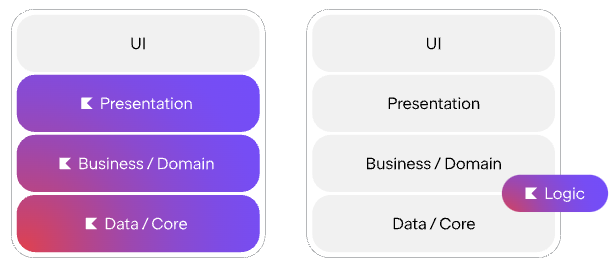 UI
Presentation
Business / Domain
Data / Core
UI
Presentation
Business / Domain
Logic
Data / Core